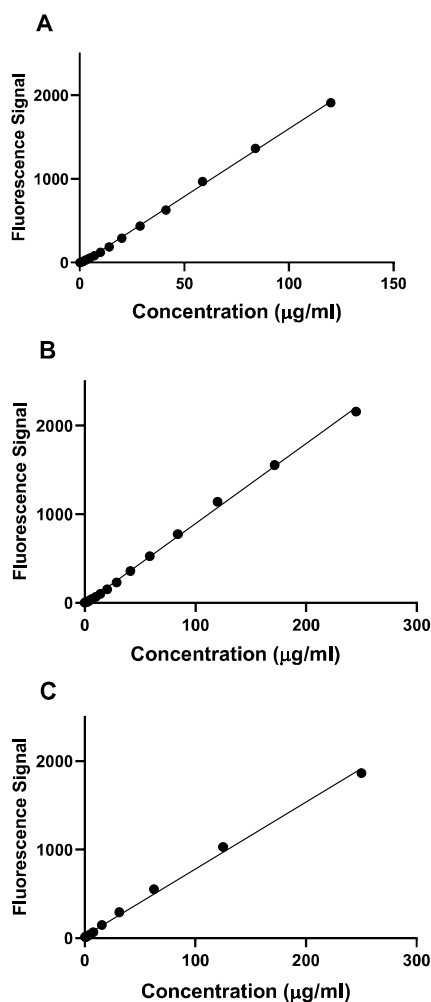 A
Fluorescence Signal
2000
1000
0
0 50 100 150
Concentration (μg/ml)
B
Fluorescence Signal
2000
1000
0
0 100 200 300
Concentration (μg/ml)
C
Fluorescence Signal
2000
1000
0
0 100 200 300
Concentration (μg/ml)